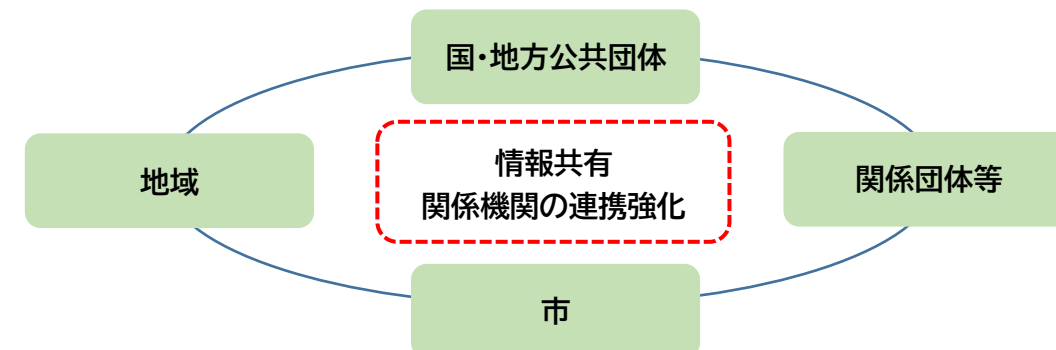 国・地方公共団体
地域
情報共有
関係機関の連携強化
関係団体等
市